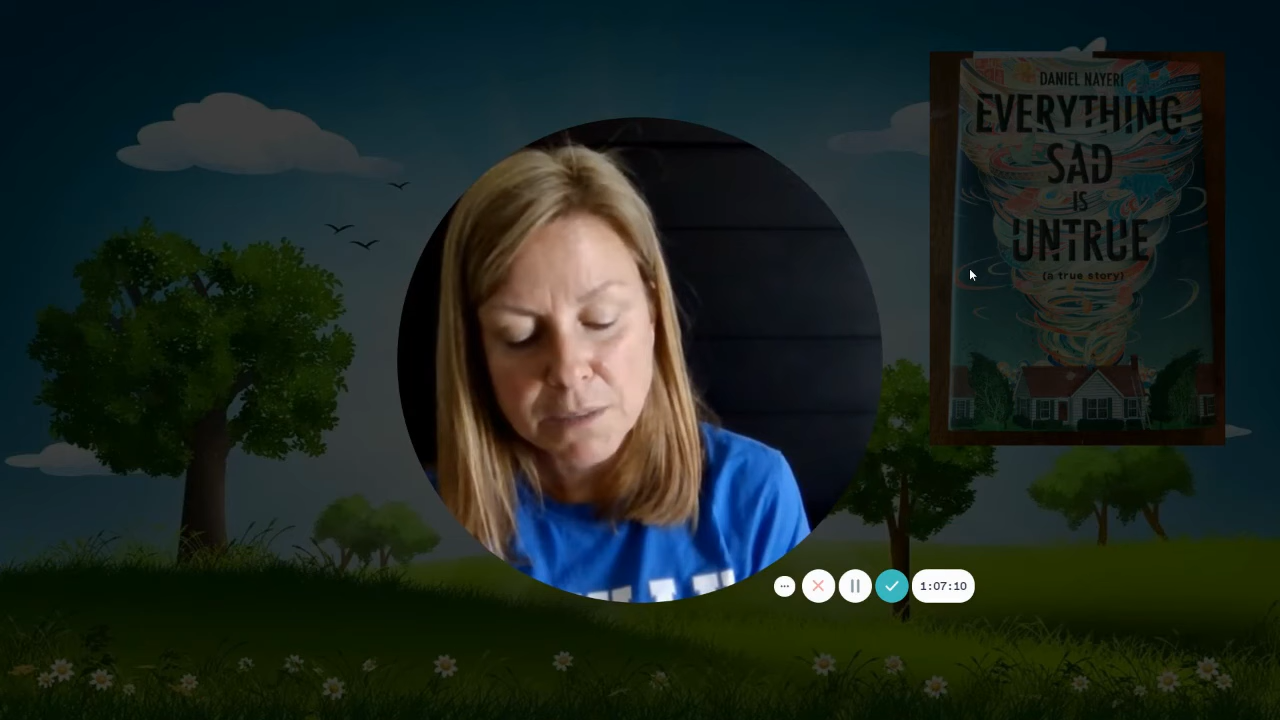 DANIEL NAYERI
EVERYTHING
SAD
IS
UNTRUE
(a true story)
1:07:10